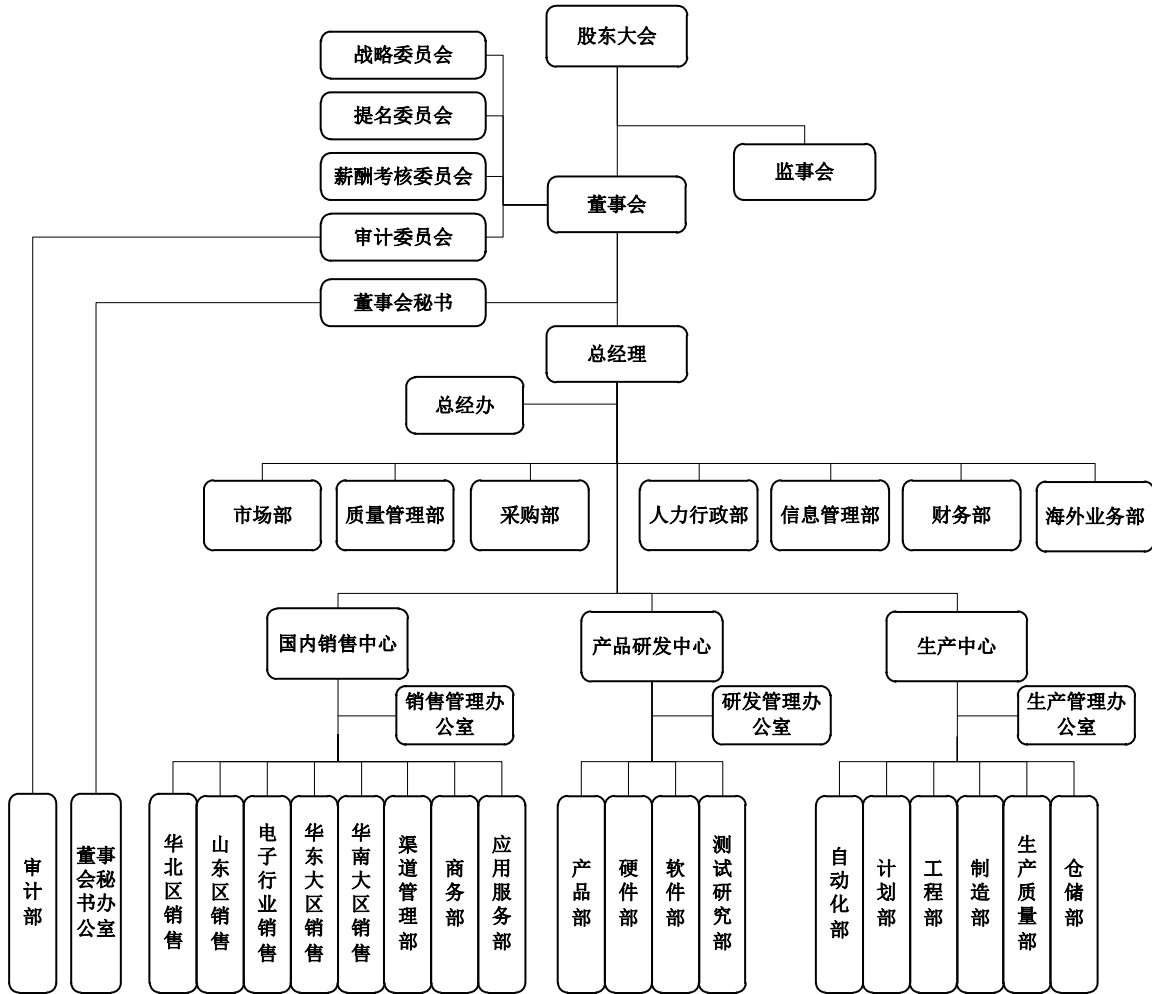 股东大会
战略委员会
提名委员会
监事会
薪酬考核委员会
董事会
审计委员会
董事会秘书
总经理
总经办
市场部
质量管理部
采购部
人力行政部
信息管理部
财务部
海外业务部
国内销售中心
产品研发中心
生产中心
销售管理办
公室
研发管理办
公室
生产管理办
公室
审计部
董事
会秘
书办
公室
华北区销售
山东区销售
电子行业销售
华东大区销售
华南大区销售
渠道管理部
商务部
应用服务部
产品部
硬件部
软件部
测试研究部
自动化部
计划部
工程部
制造部
生产质量部
仓储部